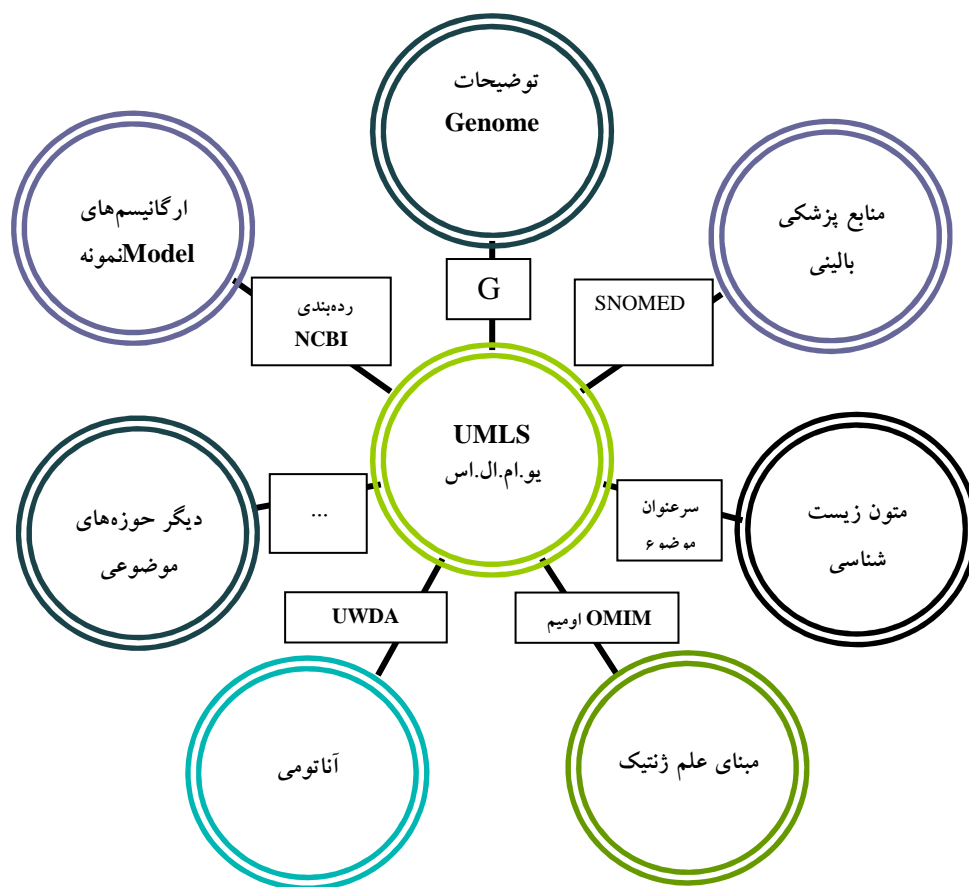 توضیحات
Genome
ارگانیسم‌های
Modelنمونه
منابع پزشکی
بالینی
G
SNOMED
رده‌بندی
NCBI
UMLS
یو.ام.ال.اس
...
دیگر حوزه‌های
موضوعی
سرعنوان
متون زیست
شناسی
UWDA
OMIM اومیم
آناتومی
مبنای علم ژنتیک